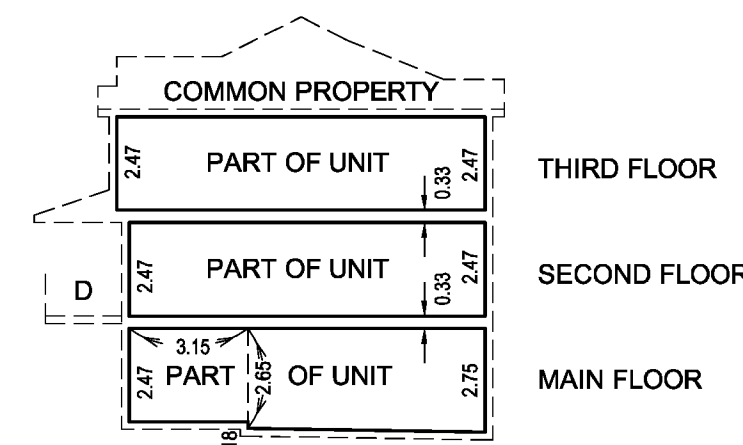 COMMON PROPERTY
2.47 PART OF UNIT 0.33 2.47 THIRD FLOOR
2.47 PART OF UNIT 0.33 2.47 SECOND FLOOR
D
3.15
2.47 PART 2.65 OF UNIT 2.75 MAIN FLOOR